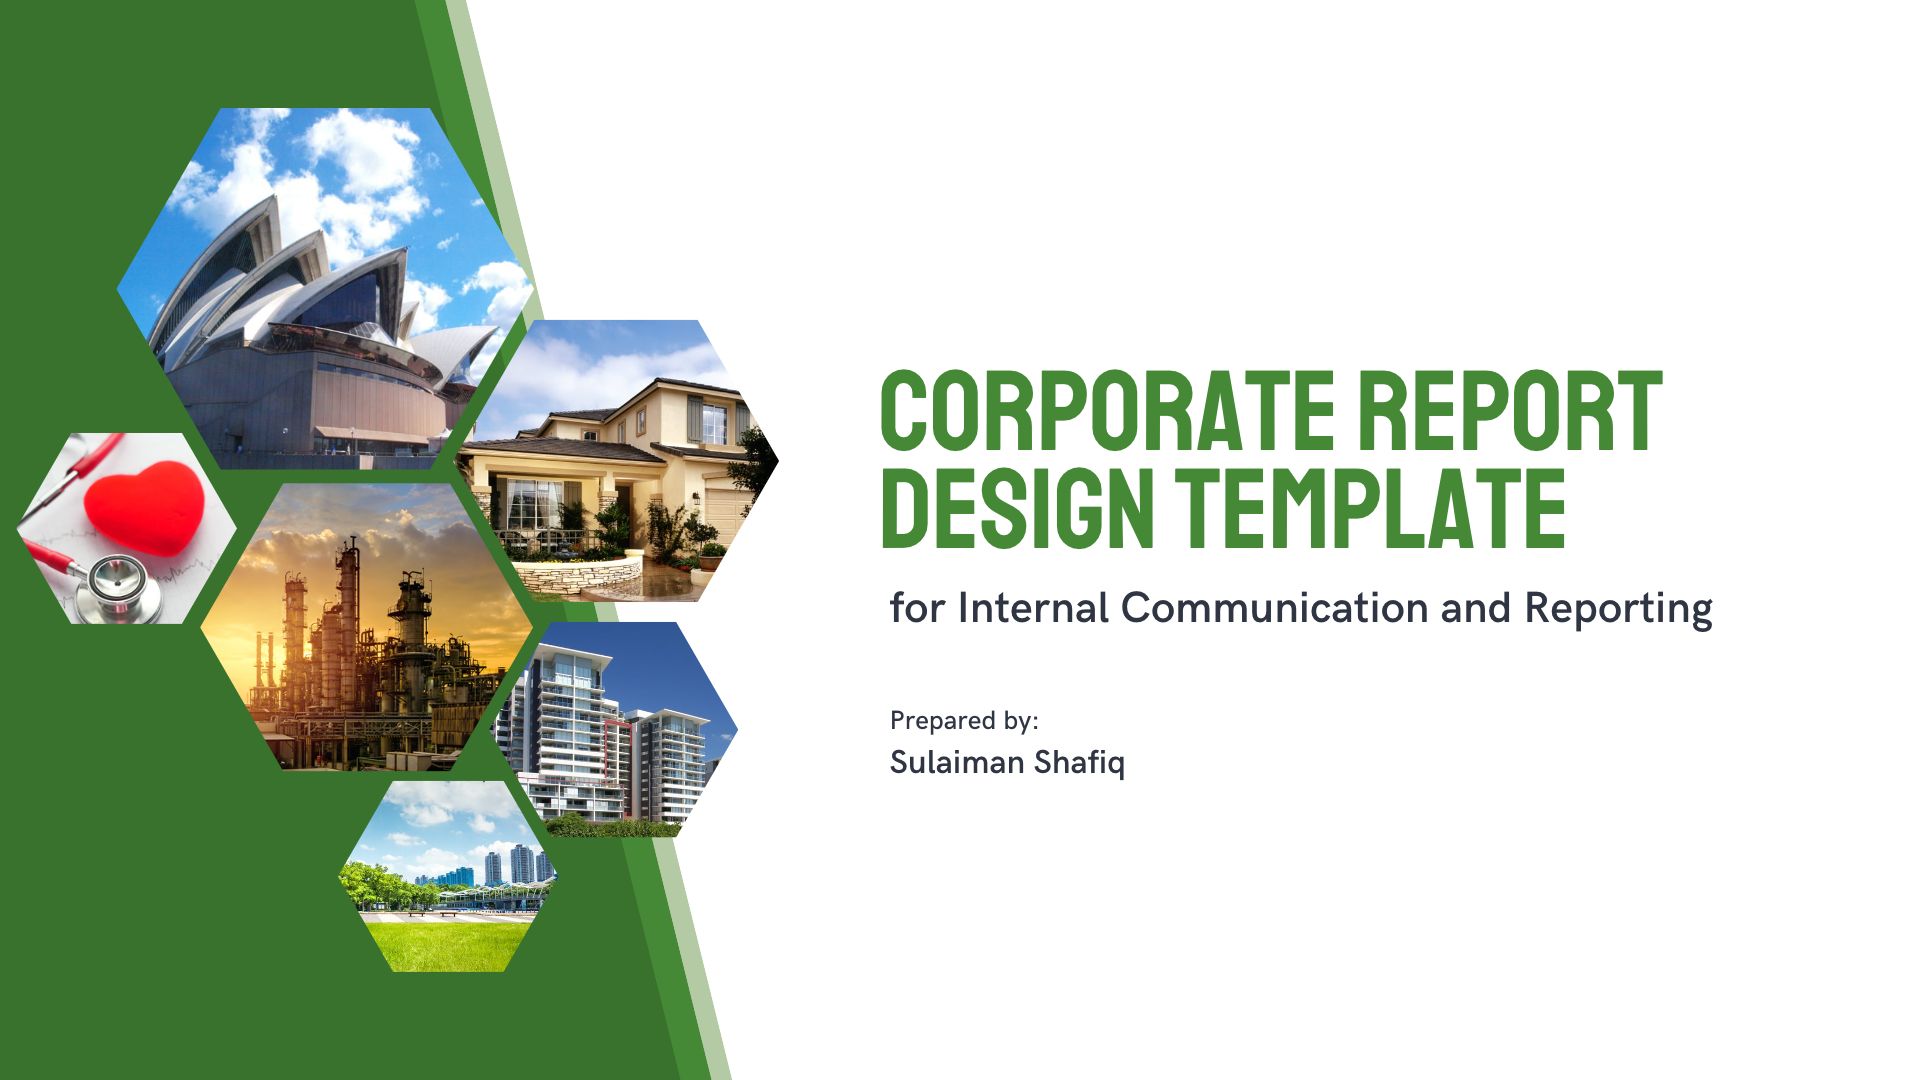 CORPORATE REPORT
DESIGN TEMPLATE
for Internal Communication and Reporting
Prepared by:
Sulaiman Shafiq